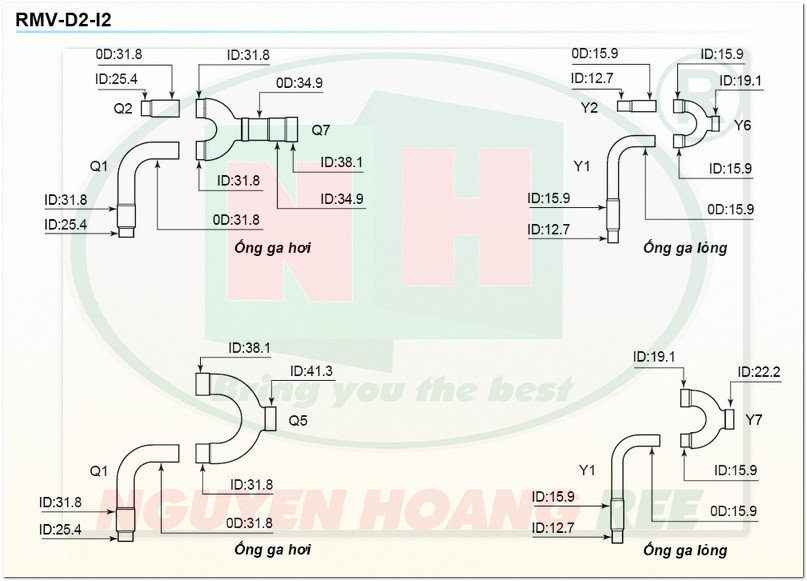 RMV-D2-I2
0D:31.8
ID:25.4
Q2
ID:31.8
0D:34.9
Q7
ID:38.1
ID:34.9
ID:31.8
Q1
ID:31.8
ID:25.4
0D:31.8
Ống ga hơi
0D:15.9
ID:12.7
Y2
ID:15.9
ID:19.1
Y6
ID:15.9
Y1
ID:15.9
ID:12.7
0D:15.9
Ống ga lỏng
NH
®
Bring you the best
ID:38.1
ID:41.3
Q5
ID:31.8
Q1
ID:31.8
ID:25.4
0D:31.8
Ống ga hơi
ID:19.1
ID:22.2
Y7
ID:15.9
Y1
ID:15.9
ID:12.7
0D:15.9
Ống ga lỏng
NGUYEN HOANG REE